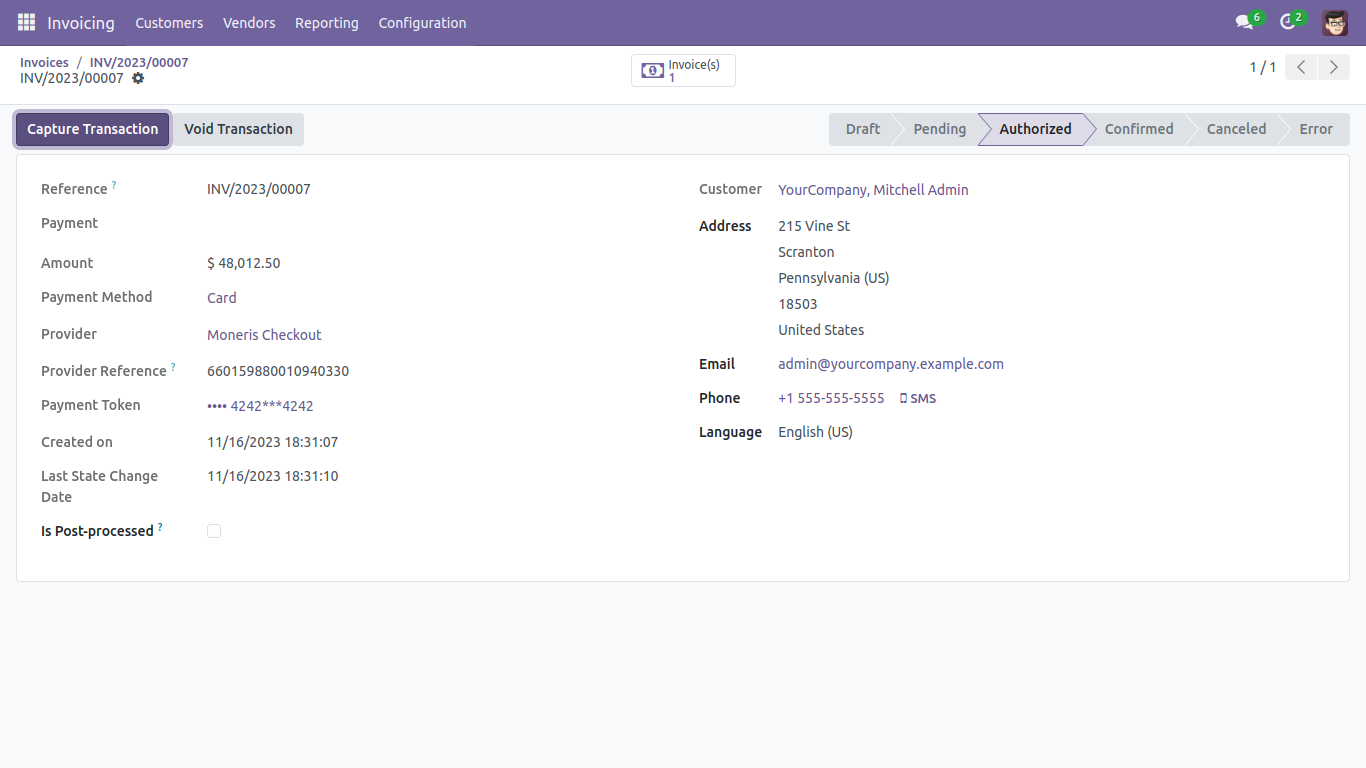 Invoicing Customers Vendors Reporting Configuration 6 2
Invoices / INV/2023/00007
INV/2023/00007
Invoice(s)
1
1 / 1
Capture Transaction Void Transaction
Draft Pending Authorized Confirmed Canceled Error
Reference ? INV/2023/00007
Payment
Amount $ 48,012.50
Payment Method Card
Provider Moneris Checkout
Provider Reference ? 660159880010940330
Payment Token •••• 4242***4242
Created on 11/16/2023 18:31:07
Last State Change 11/16/2023 18:31:10
Date
Is Post-processed ?
Customer YourCompany, Mitchell Admin
Address 215 Vine St
Scranton
Pennsylvania (US)
18503
United States
Email admin@yourcompany.example.com
Phone +1 555-555-5555 SMS
Language English (US)